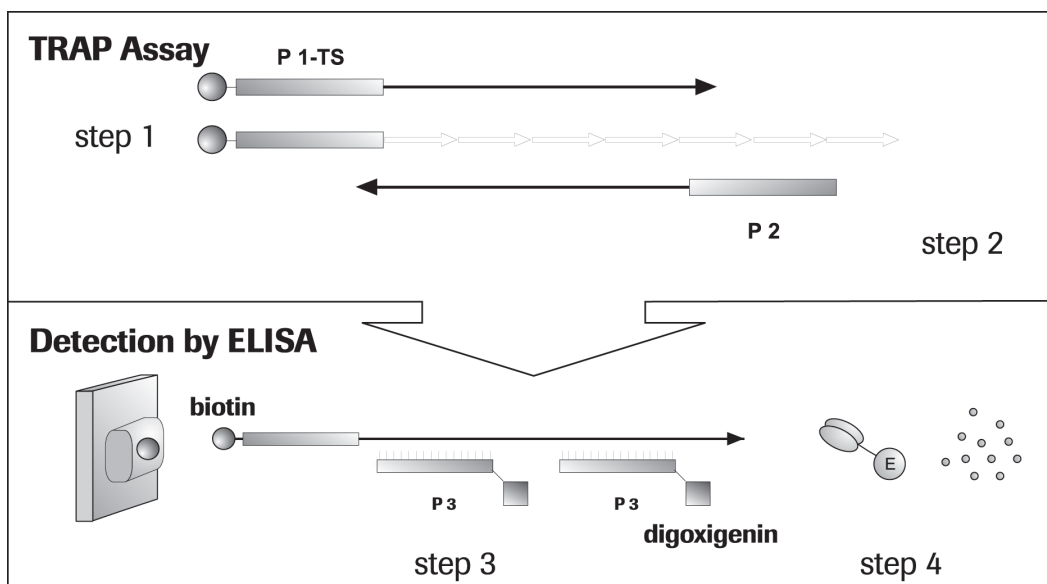 TRAP Assay
P 1-TS
step 1
P 2
step 2
Detection by ELISA
biotin
E
P 3
P 3
digoxigenin
step 3
step 4